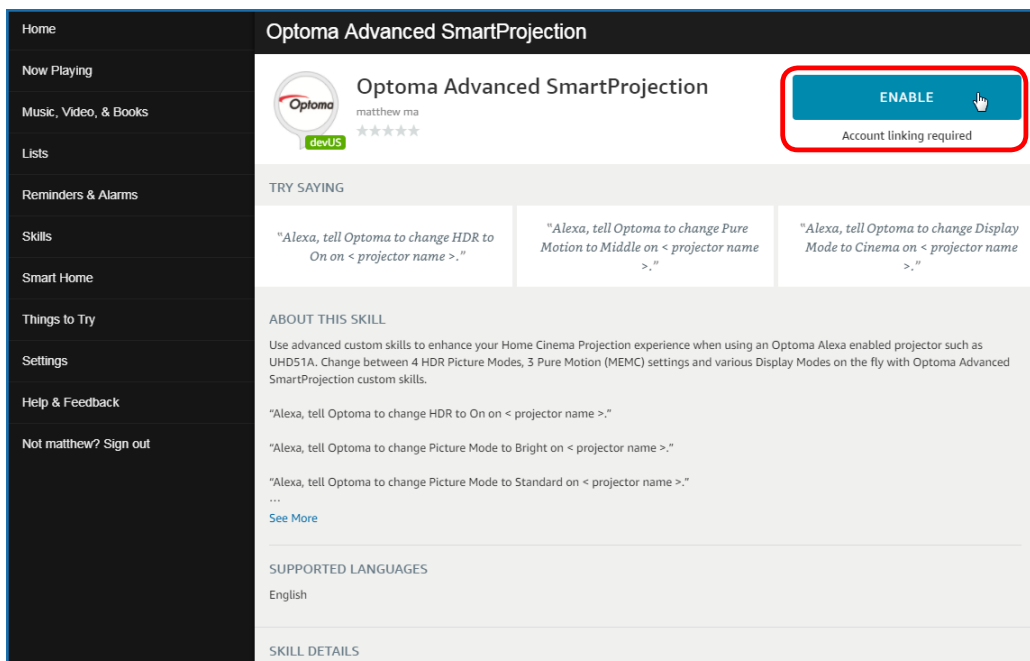 Home
Now Playing
Music, Video, & Books
Lists
Reminders & Alarms
Skills
Smart Home
Things to Try
Settings
Help & Feedback
Not matthew? Sign out
Optoma Advanced SmartProjection
Optoma
devUS
Optoma Advanced SmartProjection
matthew ma
ENABLE
Account linking required
TRY SAYING
"Alexa, tell Optoma to change HDR to
On on < projector name >."
"Alexa, tell Optoma to change Pure
Motion to Middle on < projector name
>."
"Alexa, tell Optoma to change Display
Mode to Cinema on < projector name
>."
ABOUT THIS SKILL
Use advanced custom skills to enhance your Home Cinema Projection experience when using an Optoma Alexa enabled projector such as
UHD51A. Change between 4 HDR Picture Modes, 3 Pure Motion (MEMC) settings and various Display Modes on the fly with Optoma Advanced
SmartProjection custom skills.
"Alexa, tell Optoma to change HDR to On on < projector name >."
"Alexa, tell Optoma to change Picture Mode to Bright on < projector name >."
"Alexa, tell Optoma to change Picture Mode to Standard on < projector name >."
...
See More
SUPPORTED LANGUAGES
English
SKILL DETAILS